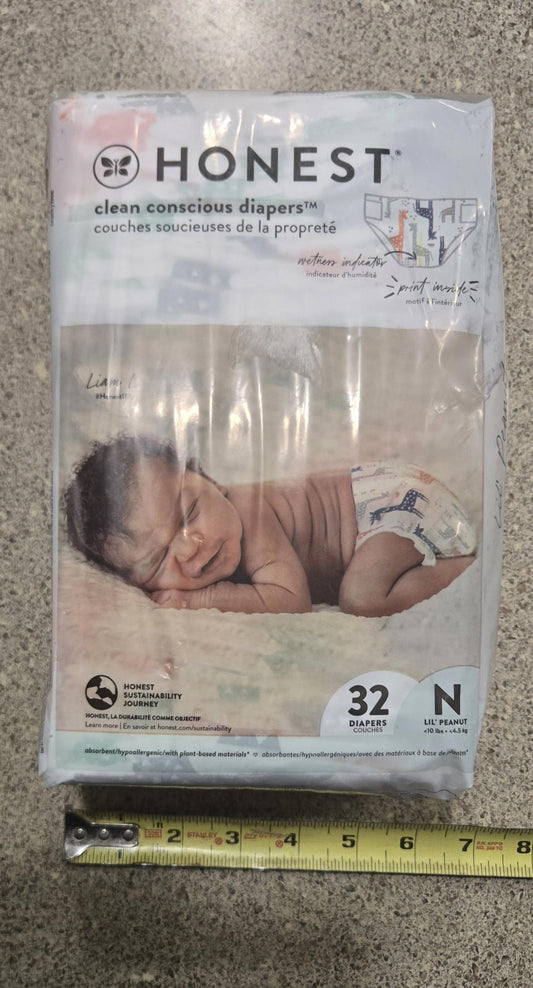 HONEST®
clean conscious diapers™
couches soucieuses de la propreté
wetness indicator
indicateur d'humidité
print inside
motif à l'intérieur
Liam
HONEST
SUSTAINABILITY
JOURNEY
HONEST, LA DURABILITÉ COMME OBJECTIF
Learn more | En savoir at honest.com/sustainability
32
DIAPERS
COUCHES
N
LIL' PEANUT
<10 lbs • <4.5 kg
absorbent/hypoallergenic/with plant-based materials* absorbantes/hypoallergéniques/avec des matériaux à base de plantes*
2 STANLEY 3 4 5 6 7 8